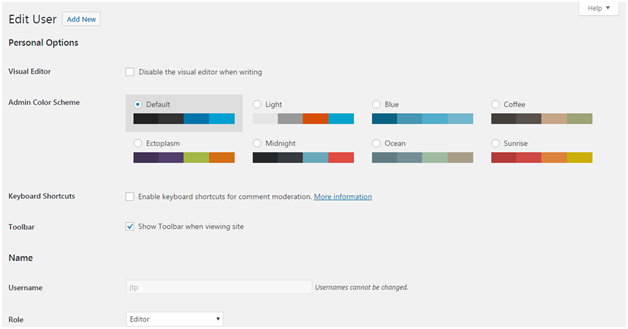 Help
Edit User Add New
Personal Options
Visual Editor Disable the visual editor when writing
Admin Color Scheme Default Light Blue Coffee
Ectoplasm Midnight Ocean Sunrise
Keyboard Shortcuts Enable keyboard shortcuts for comment moderation. More information
Toolbar Show Toolbar when viewing site
Name
Username jtp Usernames cannot be changed.
Role Editor